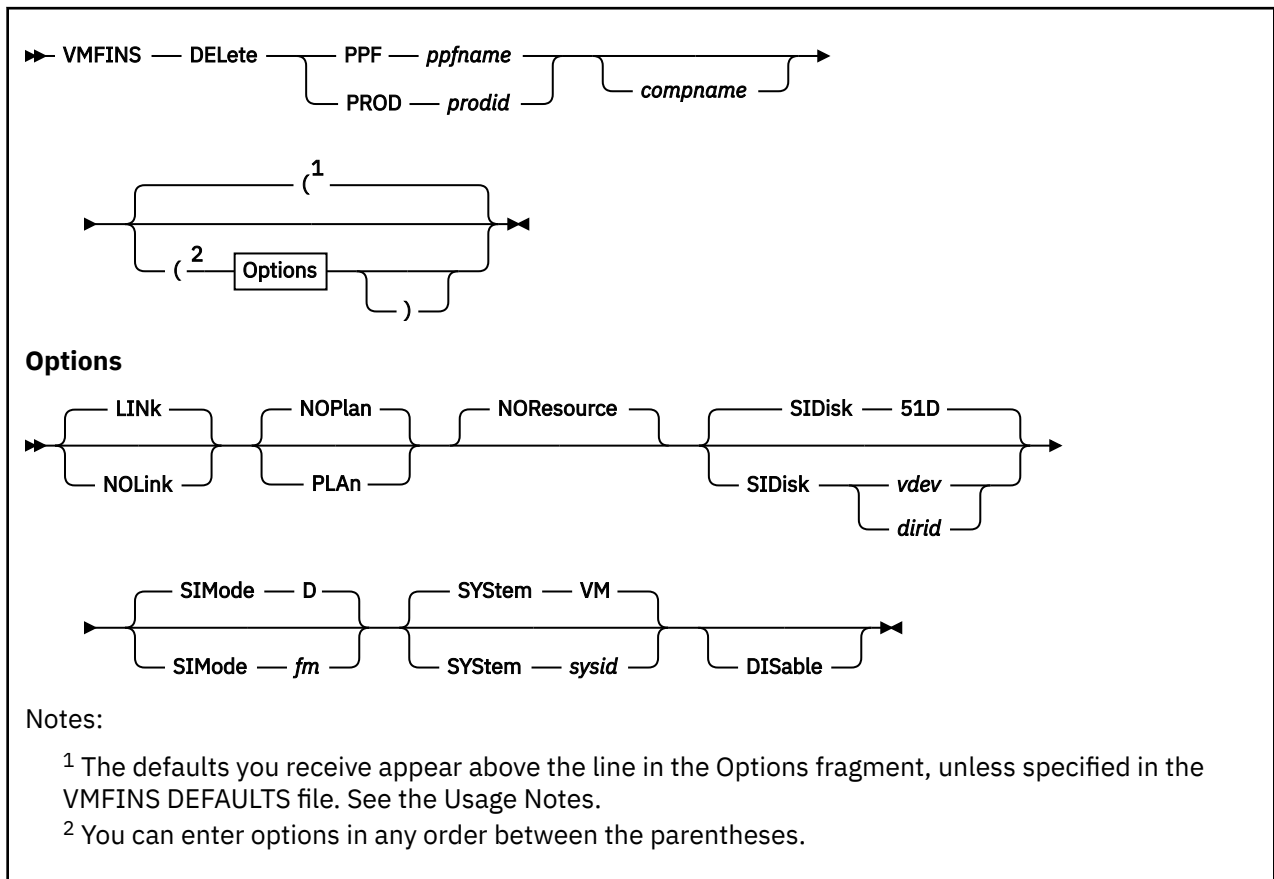 VMFINS DELete PPF ppfname
PROD prodid compname
( 1
( 2 Options )
Options
LINk NOPlan NOResource SIDisk 51D
NOLink PLAn SIDisk vdev
dirid
SIMode D SYStem VM
SIMode fm SYStem sysid DISable
Notes:
1 The defaults you receive appear above the line in the Options fragment, unless specified in the
VMFINS DEFAULTS file. See the Usage Notes.
2 You can enter options in any order between the parentheses.